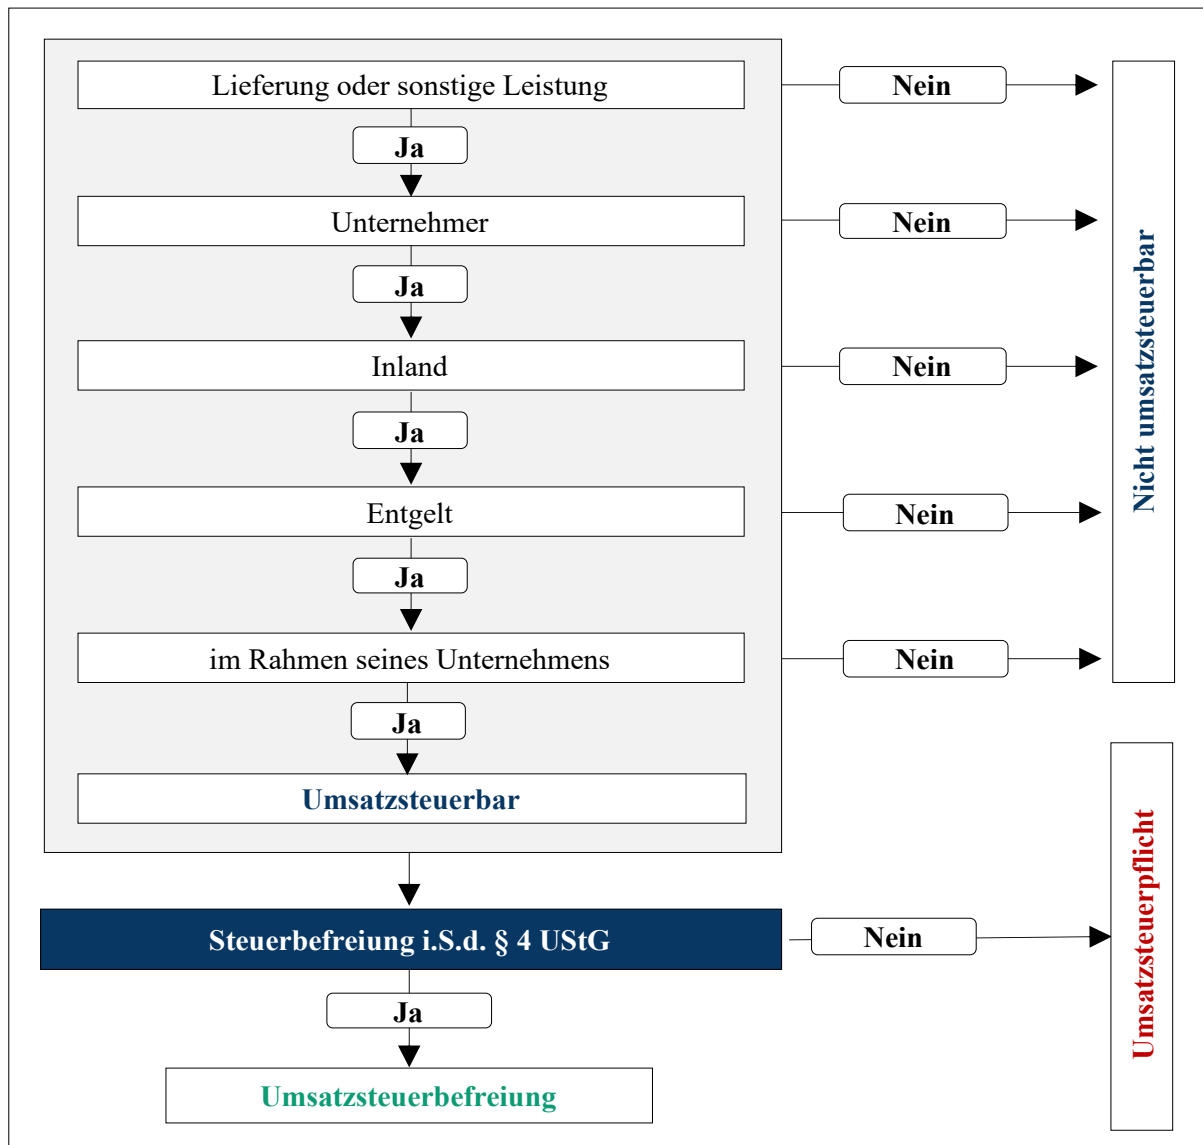 Lieferung oder sonstige Leistung
Nein
Ja
Unternehmer
Nein
Ja
Inland
Nein
Ja
Entgelt
Nein
Ja
im Rahmen seines Unternehmens
Nein
Ja
Umsatzsteuerbar
Nicht umsatzsteuerbar
Steuerbefreiung i.S.d. § 4 UStG
Nein
Umsatzsteuerpflicht
Ja
Umsatzsteuerbefreiung